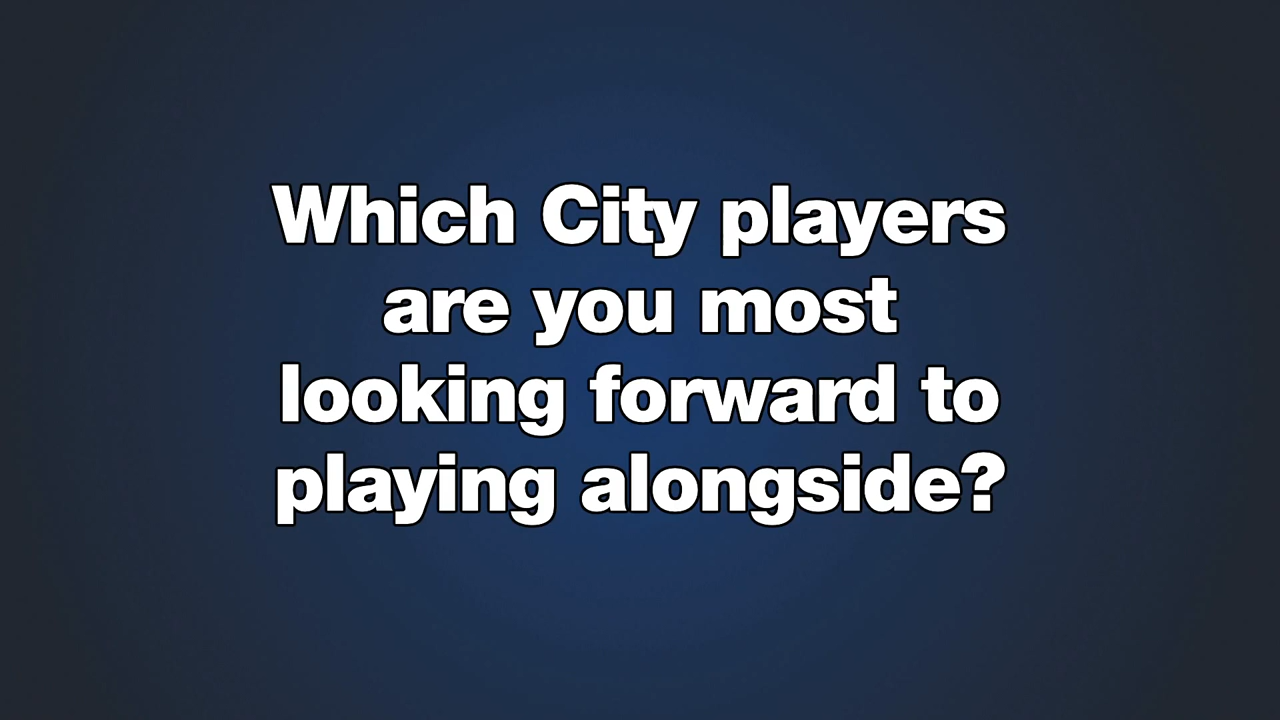 Which City players
are you most
looking forward to
playing alongside?